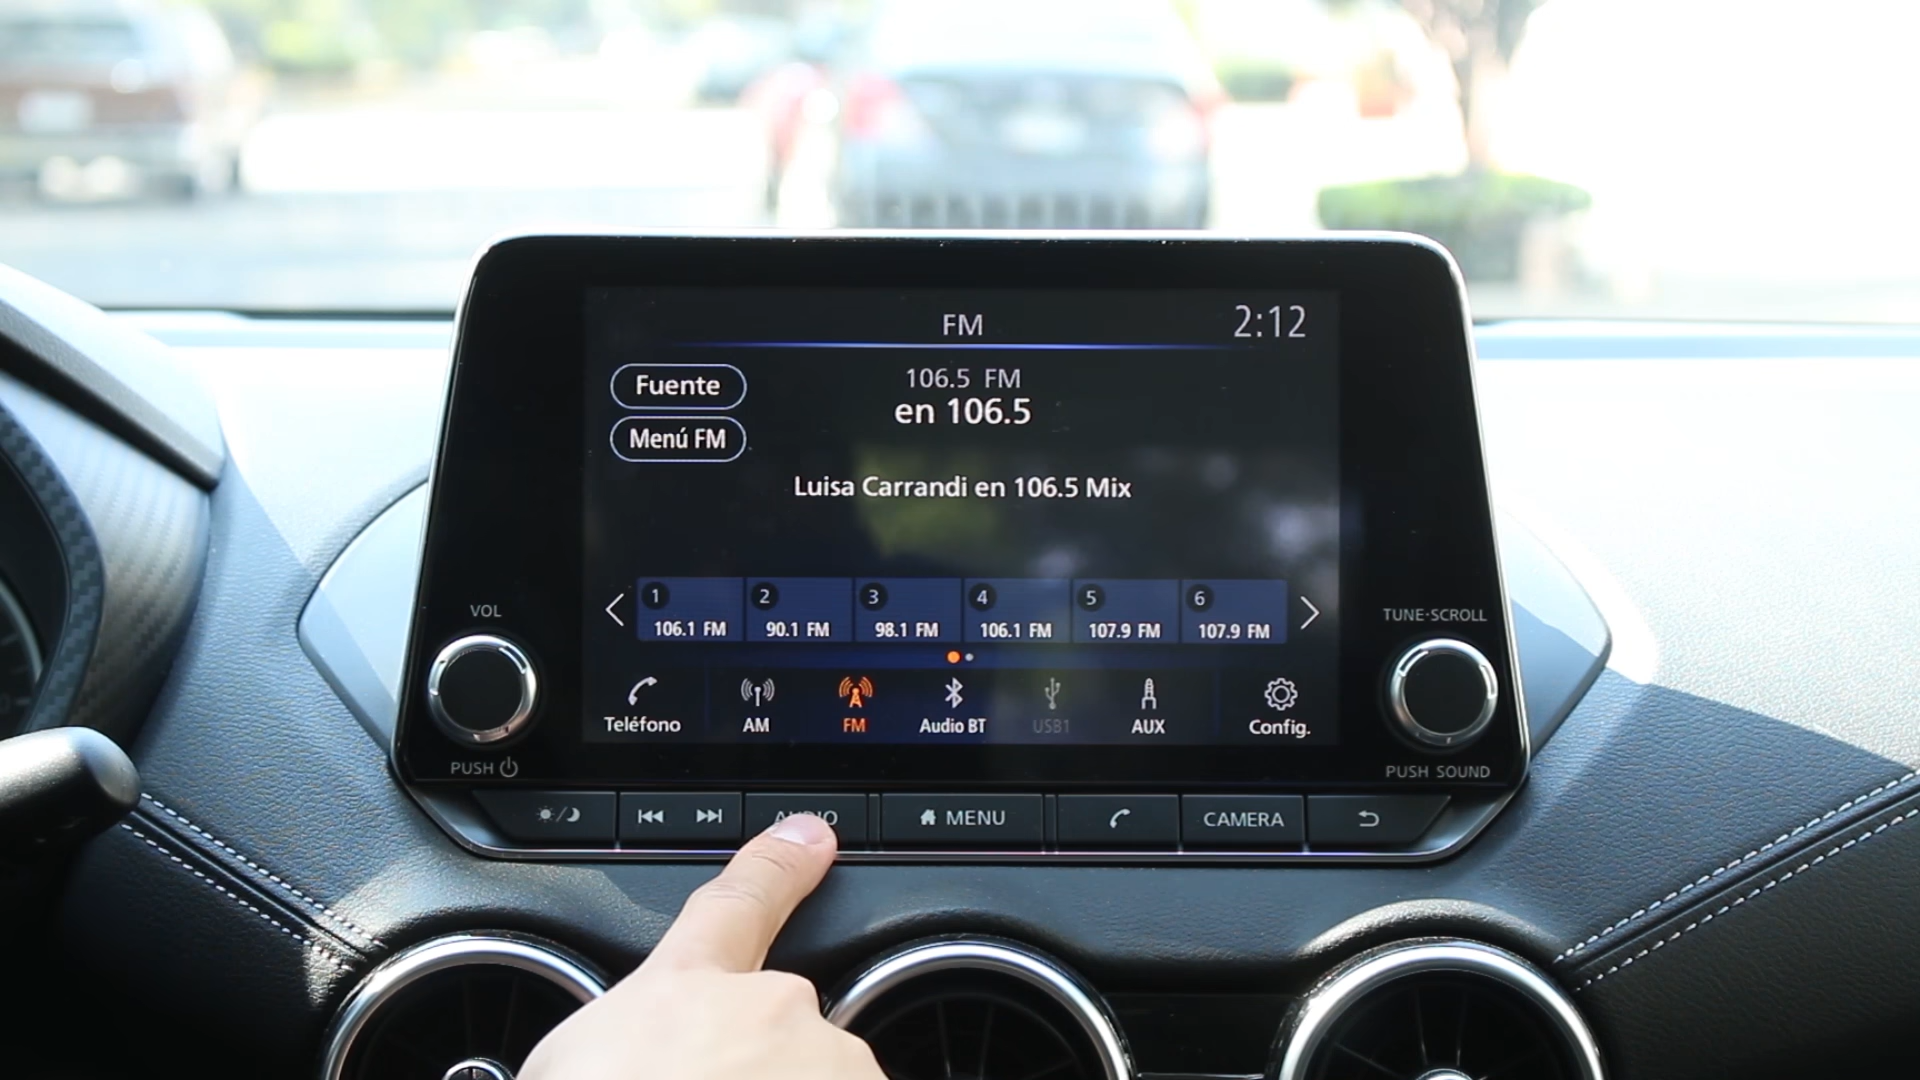 FM
2:12
Fuente
106.5 FM
en 106.5
Menú FM
Luisa Carrandi en 106.5 Mix
1
2
3
4
5
6
106.1 FM
90.1 FM
98.1 FM
106.1 FM
107.9 FM
107.9 FM
VOL
TUNE·SCROLL
Teléfono
AM
FM
Audio BT
USB1
AUX
Config.
PUSH
PUSH SOUND
AUDIO
MENU
CAMERA